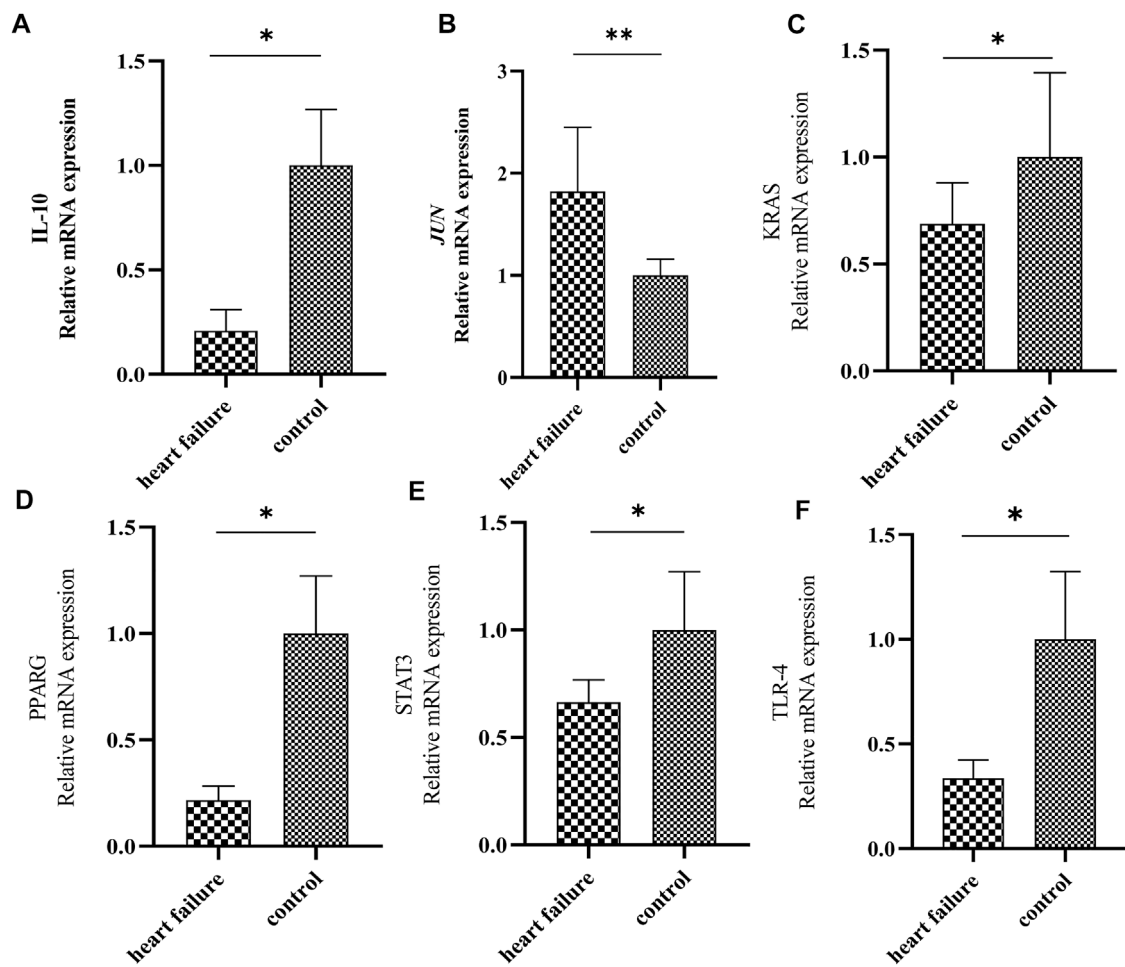 A
*
IL-10
Relative mRNA expression
1.5
1.0
0.5
0.0
heart failure
control
B
**
JUN
Relative mRNA expression
3
2
1
0
heart failure
control
C
*
KRAS
Relative mRNA expression
1.5
1.0
0.5
0.0
heart failure
control
D
*
PPARG
Relative mRNA expression
1.5
1.0
0.5
0.0
heart failure
control
E
*
STAT3
Relative mRNA expression
1.5
1.0
0.5
0.0
heart failure
control
F
*
TLR-4
Relative mRNA expression
1.5
1.0
0.5
0.0
heart failure
control